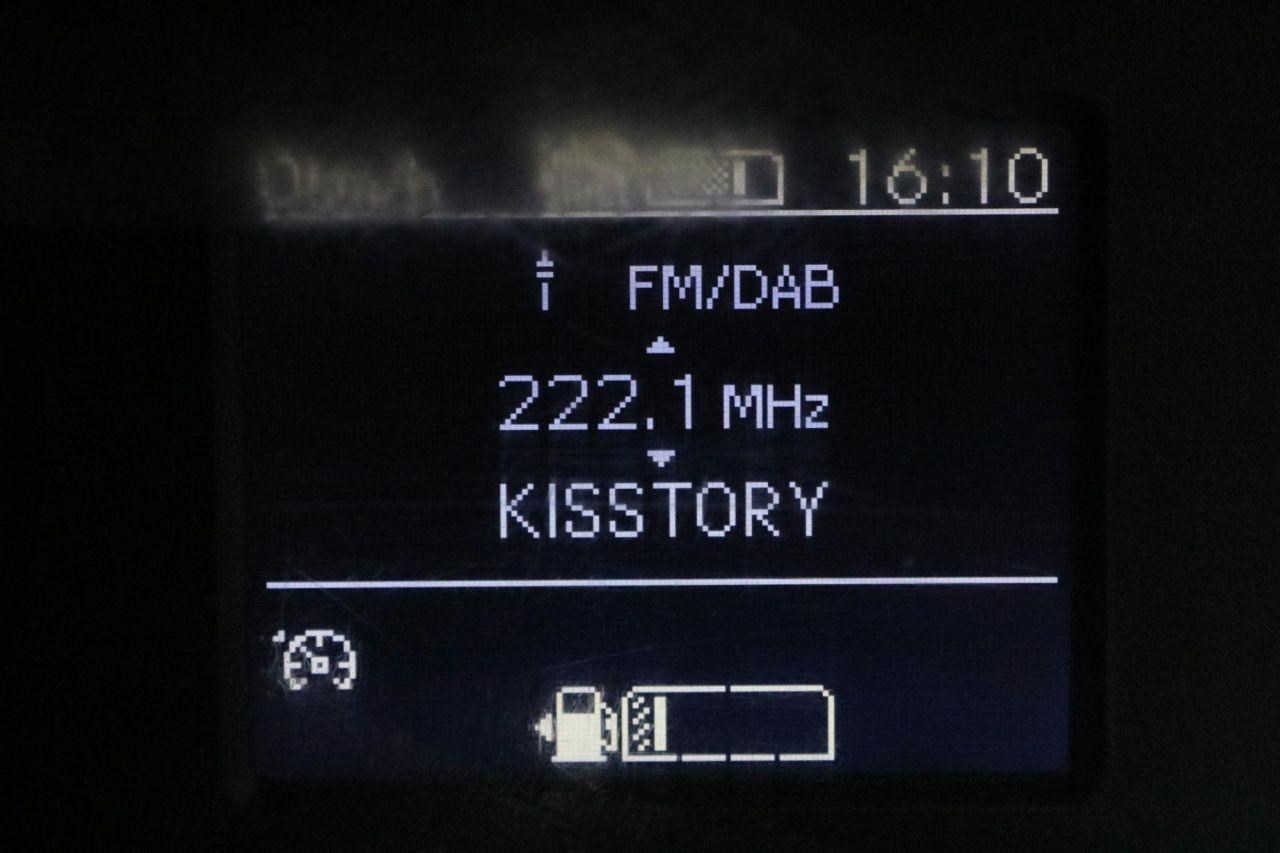 16:10
FM/DAB
222.1 MHz
KISSTORY